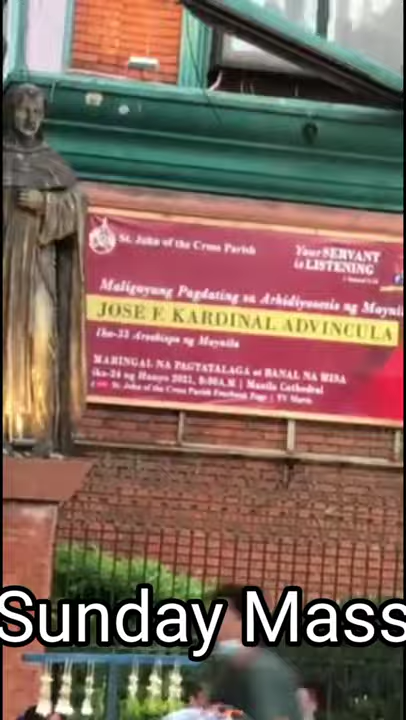 St. John of the Cross Parish
Your SERVANT
is LISTENING
Maligayang Pagdating sa Arkidiyosesis ng Mayni
JOSE F. KARDINAL ADVINCULA
Ika-33 Arsobispo ng Maynila
MARINGAL NA PAGTATALAGA at BANAL NA MISA
ika-24 ng Hunyo 2021, 9:00A.M | Manila Cathedral
St. John of the Cross Parish Facebook Page | TV Maria
Sunday Mass